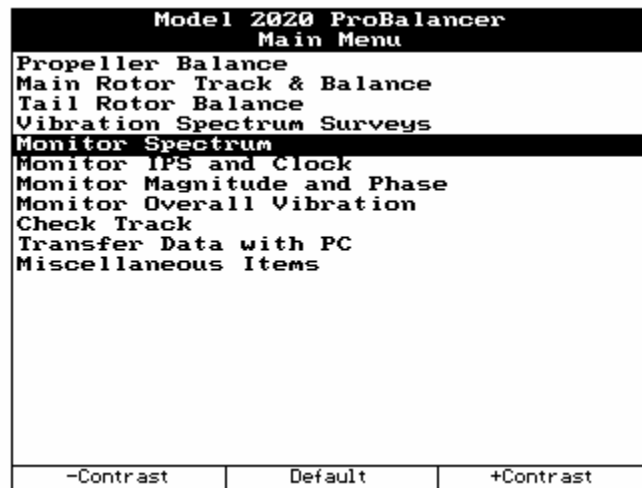 Model 2020 ProBalancer
Main Menu
Propeller Balance
Main Rotor Track & Balance
Tail Rotor Balance
Vibration Spectrum Surveys
Monitor Spectrum
Monitor IPS and Clock
Monitor Magnitude and Phase
Monitor Overall Vibration
Check Track
Transfer Data with PC
Miscellaneous Items
-Contrast Default +Contrast